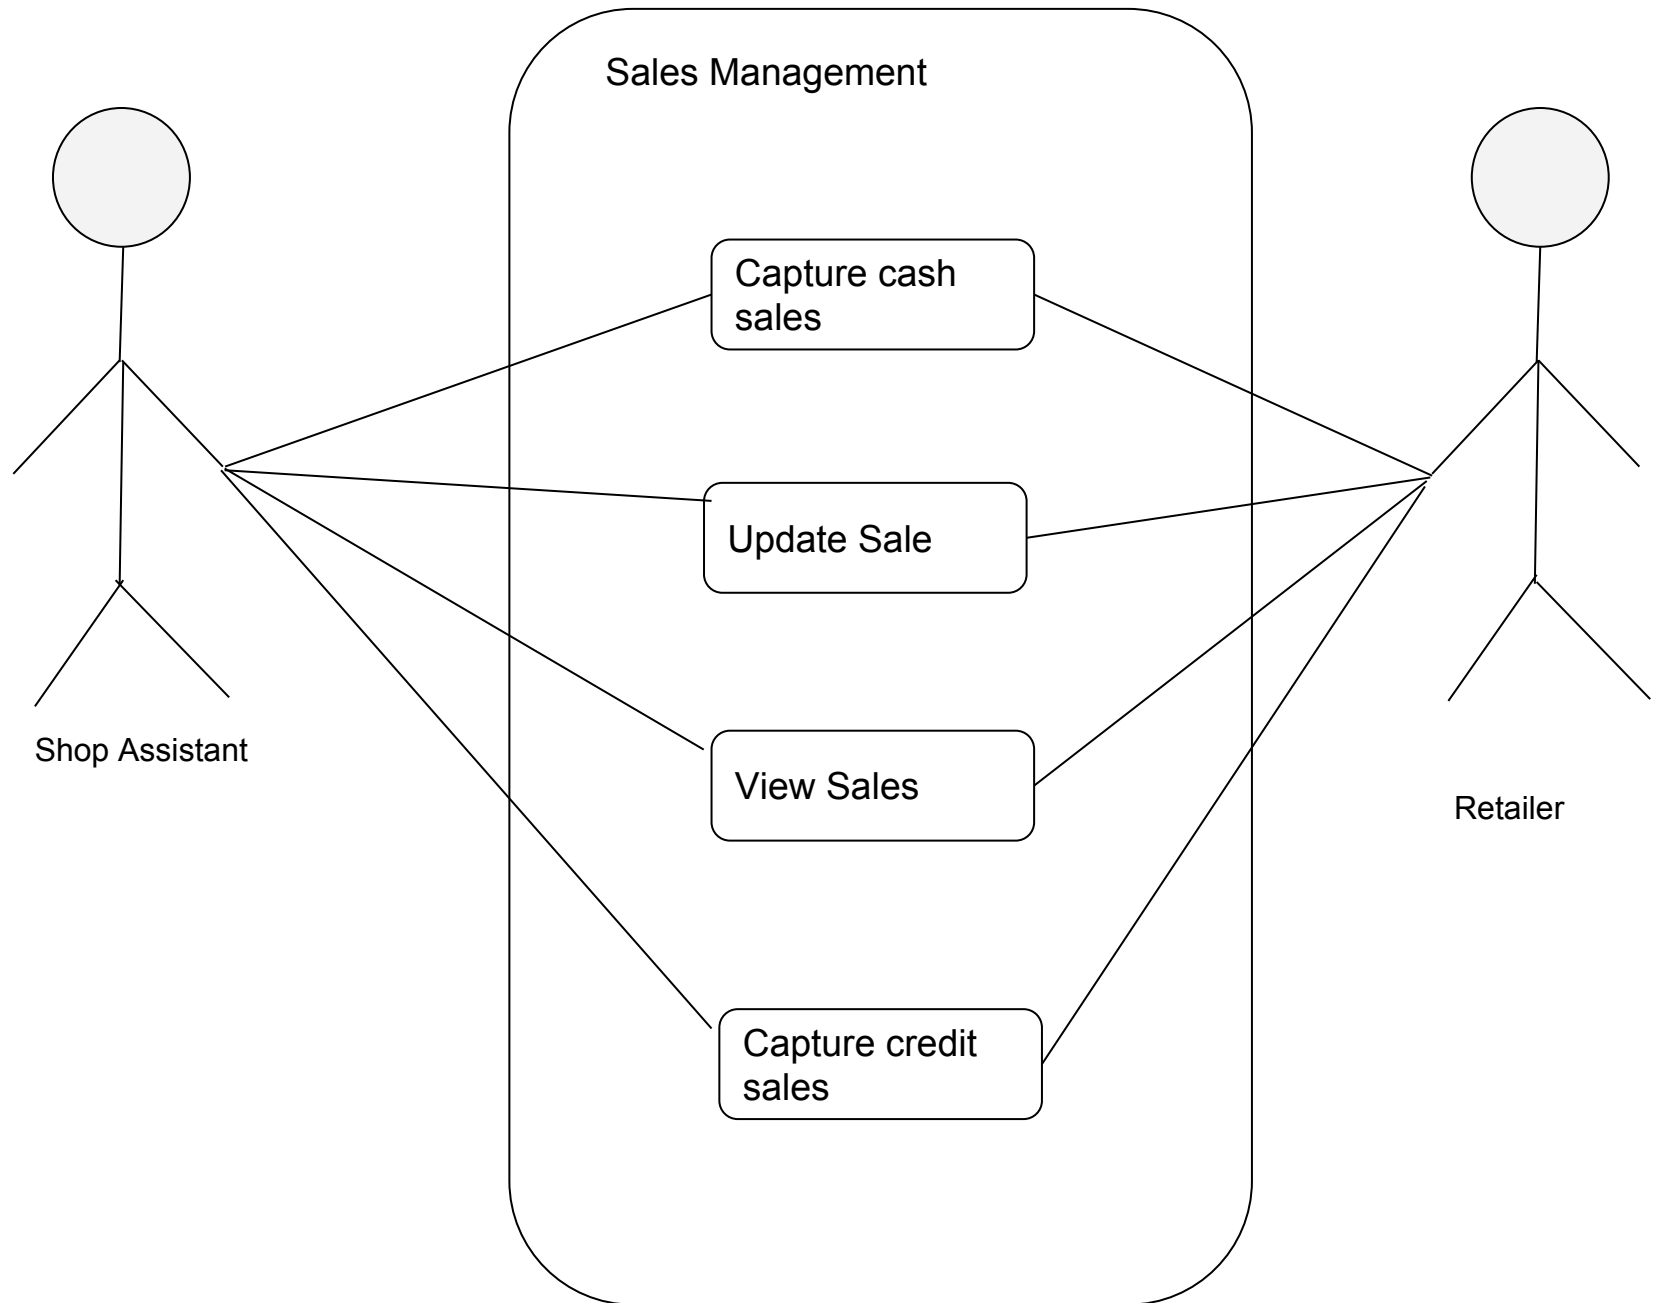 Sales Management
Capture cash
sales
Update Sale
View Sales
Shop Assistant
Retailer
Capture credit
sales